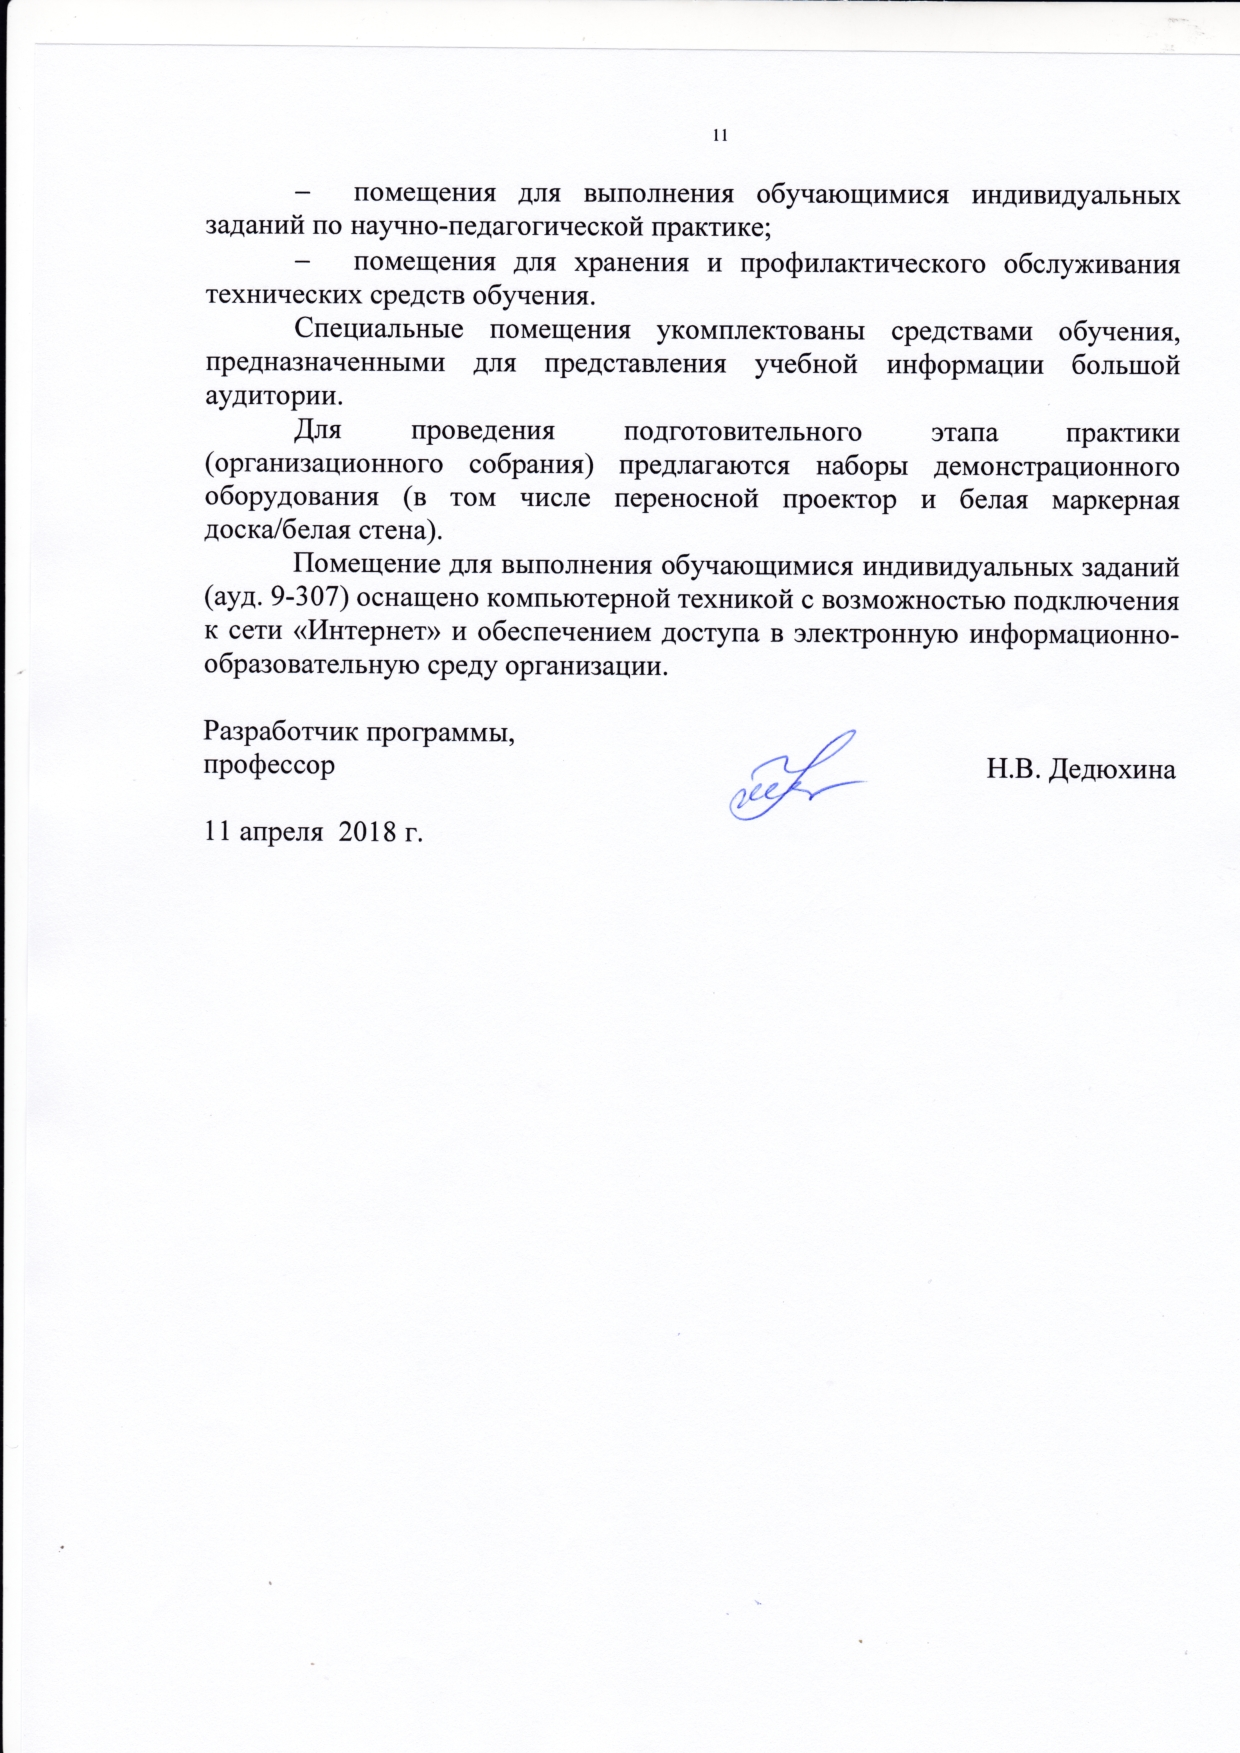 11
– помещения для выполнения обучающимися индивидуальных
заданий по научно-педагогической практике;
– помещения для хранения и профилактического обслуживания
технических средств обучения.
Специальные помещения укомплектованы средствами обучения,
предназначенными для представления учебной информации большой
аудитории.
Для проведения подготовительного этапа практики
(организационного собрания) предлагаются наборы демонстрационного
оборудования (в том числе переносной проектор и белая маркерная
доска/белая стена).
Помещение для выполнения обучающимися индивидуальных заданий
(ауд. 9-307) оснащено компьютерной техникой с возможностью подключения
к сети «Интернет» и обеспечением доступа в электронную информационно-
образовательную среду организации.
Разработчик программы,
профессор Н.В. Дедюхина
11 апреля 2018 г.